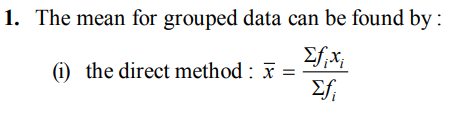 1. The mean for grouped data can be found by :
(i) the direct method : x̄ = Σfᵢxᵢ / Σfᵢ